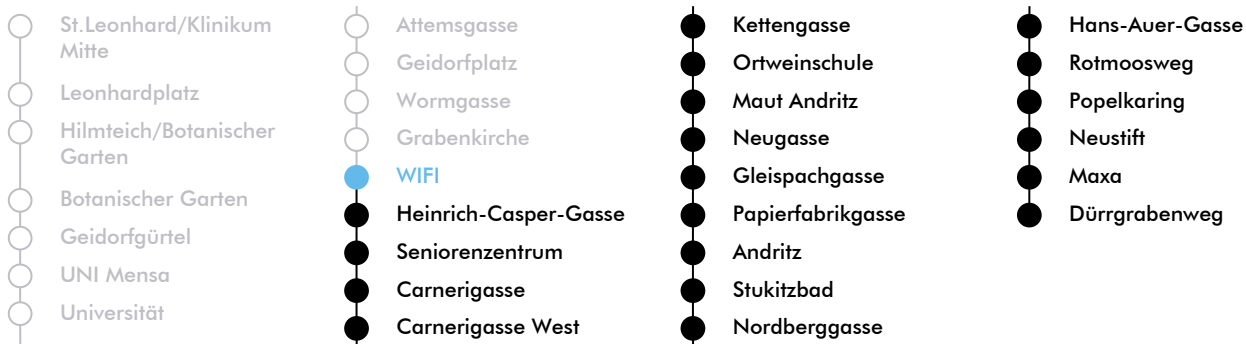 St.Leonhard/Klinikum
Mitte
Leonhardplatz
Hilmteich/Botanischer
Garten
Botanischer Garten
Geidorfgürtel
UNI Mensa
Universität
Attemsgasse
Geidorfplatz
Wormgasse
Grabenkirche
WIFI
Heinrich-Casper-Gasse
Seniorenzentrum
Carnerigasse
Carnerigasse West
Kettengasse
Ortweinschule
Maut Andritz
Neugasse
Gleispachgasse
Papierfabrikgasse
Andritz
Stukitzbad
Nordberggasse
Hans-Auer-Gasse
Rotmoosweg
Popelkaring
Neustift
Maxa
Dürrgrabenweg